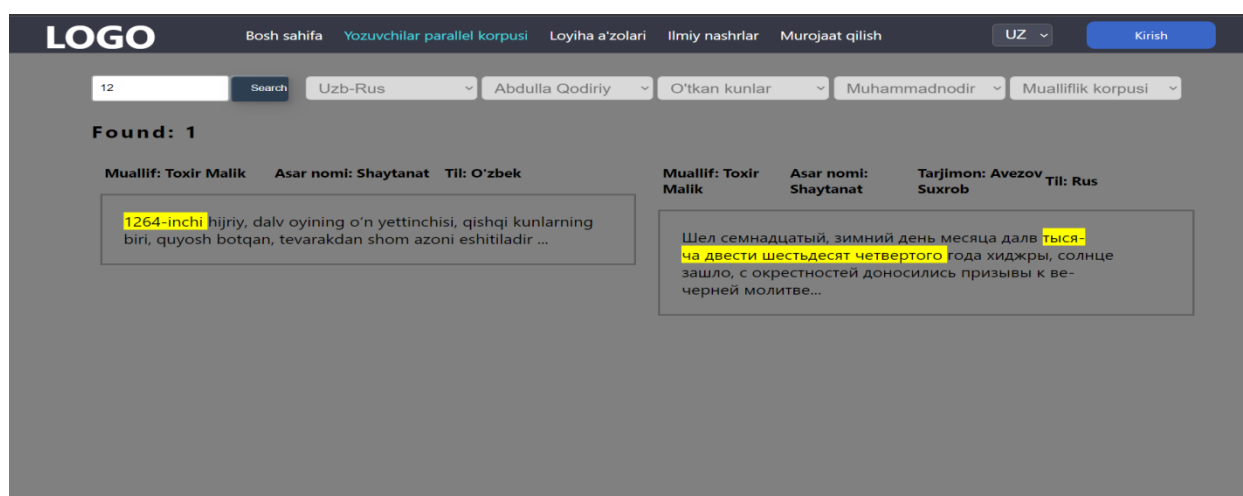 LOGO Bosh sahifa Yozuvchilar parallel korpusi Loyiha a'zolari Ilmiy nashrlar Murojaat qilish UZ Kirish
12 Search Uzb-Rus Abdulla Qodiriy O'tkan kunlar Muhammadnodir Mualliflik korpusi
Found: 1
Muallif: Toxir Malik Asar nomi: Shaytanat Til: O'zbek
1264-inchi hijriy, dalv oyining o’n yettinchisi, qishqi kunlarning
biri, quyosh botqan, tevarakdan shom azoni eshitiladir ...
Muallif: Toxir
Malik
Asar nomi:
Shaytanat
Tarjimon: Avezov
Suxrob
Til: Rus
Шел семнадцатый, зимний день месяца далв тыся-
ча двести шестьдесят четвертого года хиджры, солнце
зашло, с окрестностей доносились призывы к ве-
черней молитве...